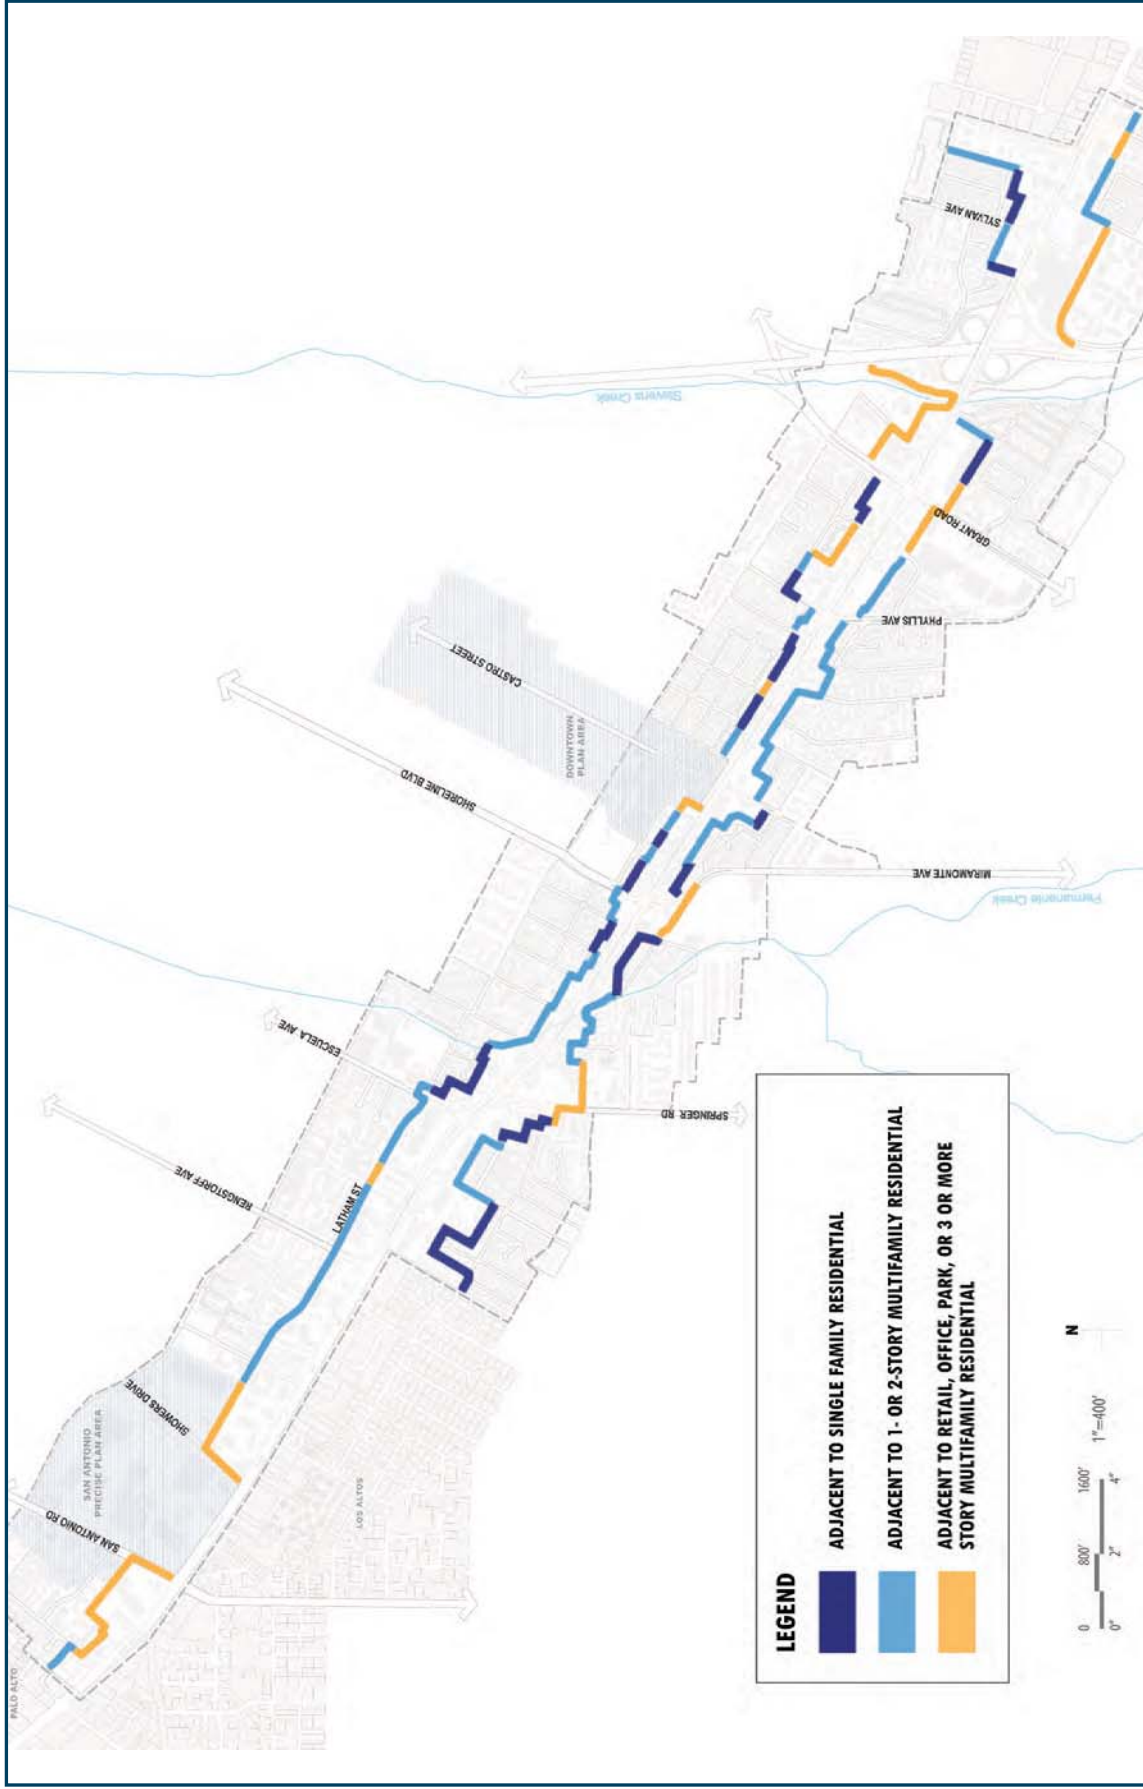 PALO ALTO
SAN ANTONIO RD
SAN ANTONIO
PRECISE PLAN AREA
SHOWERS DRIVE
LOS ALTOS
RENGSTORFF AVE
LATHAM ST
ESCUELA AVE
SPRINGER RD
SHORELINE BLVD
MIRAMONTE AVE
Permanente Creek
DOWNTOWN
PLAN AREA
CASTRO STREET
PHYLLIS AVE
GRANT ROAD
Stevens Creek
SYLVAN AVE
LEGEND
ADJACENT TO SINGLE FAMILY RESIDENTIAL
ADJACENT TO 1- OR 2-STORY MULTIFAMILY RESIDENTIAL
ADJACENT TO RETAIL, OFFICE, PARK, OR 3 OR MORE
STORY MULTIFAMILY RESIDENTIAL
0 800' 1600' 1"=400'
0" 2" 4"
N